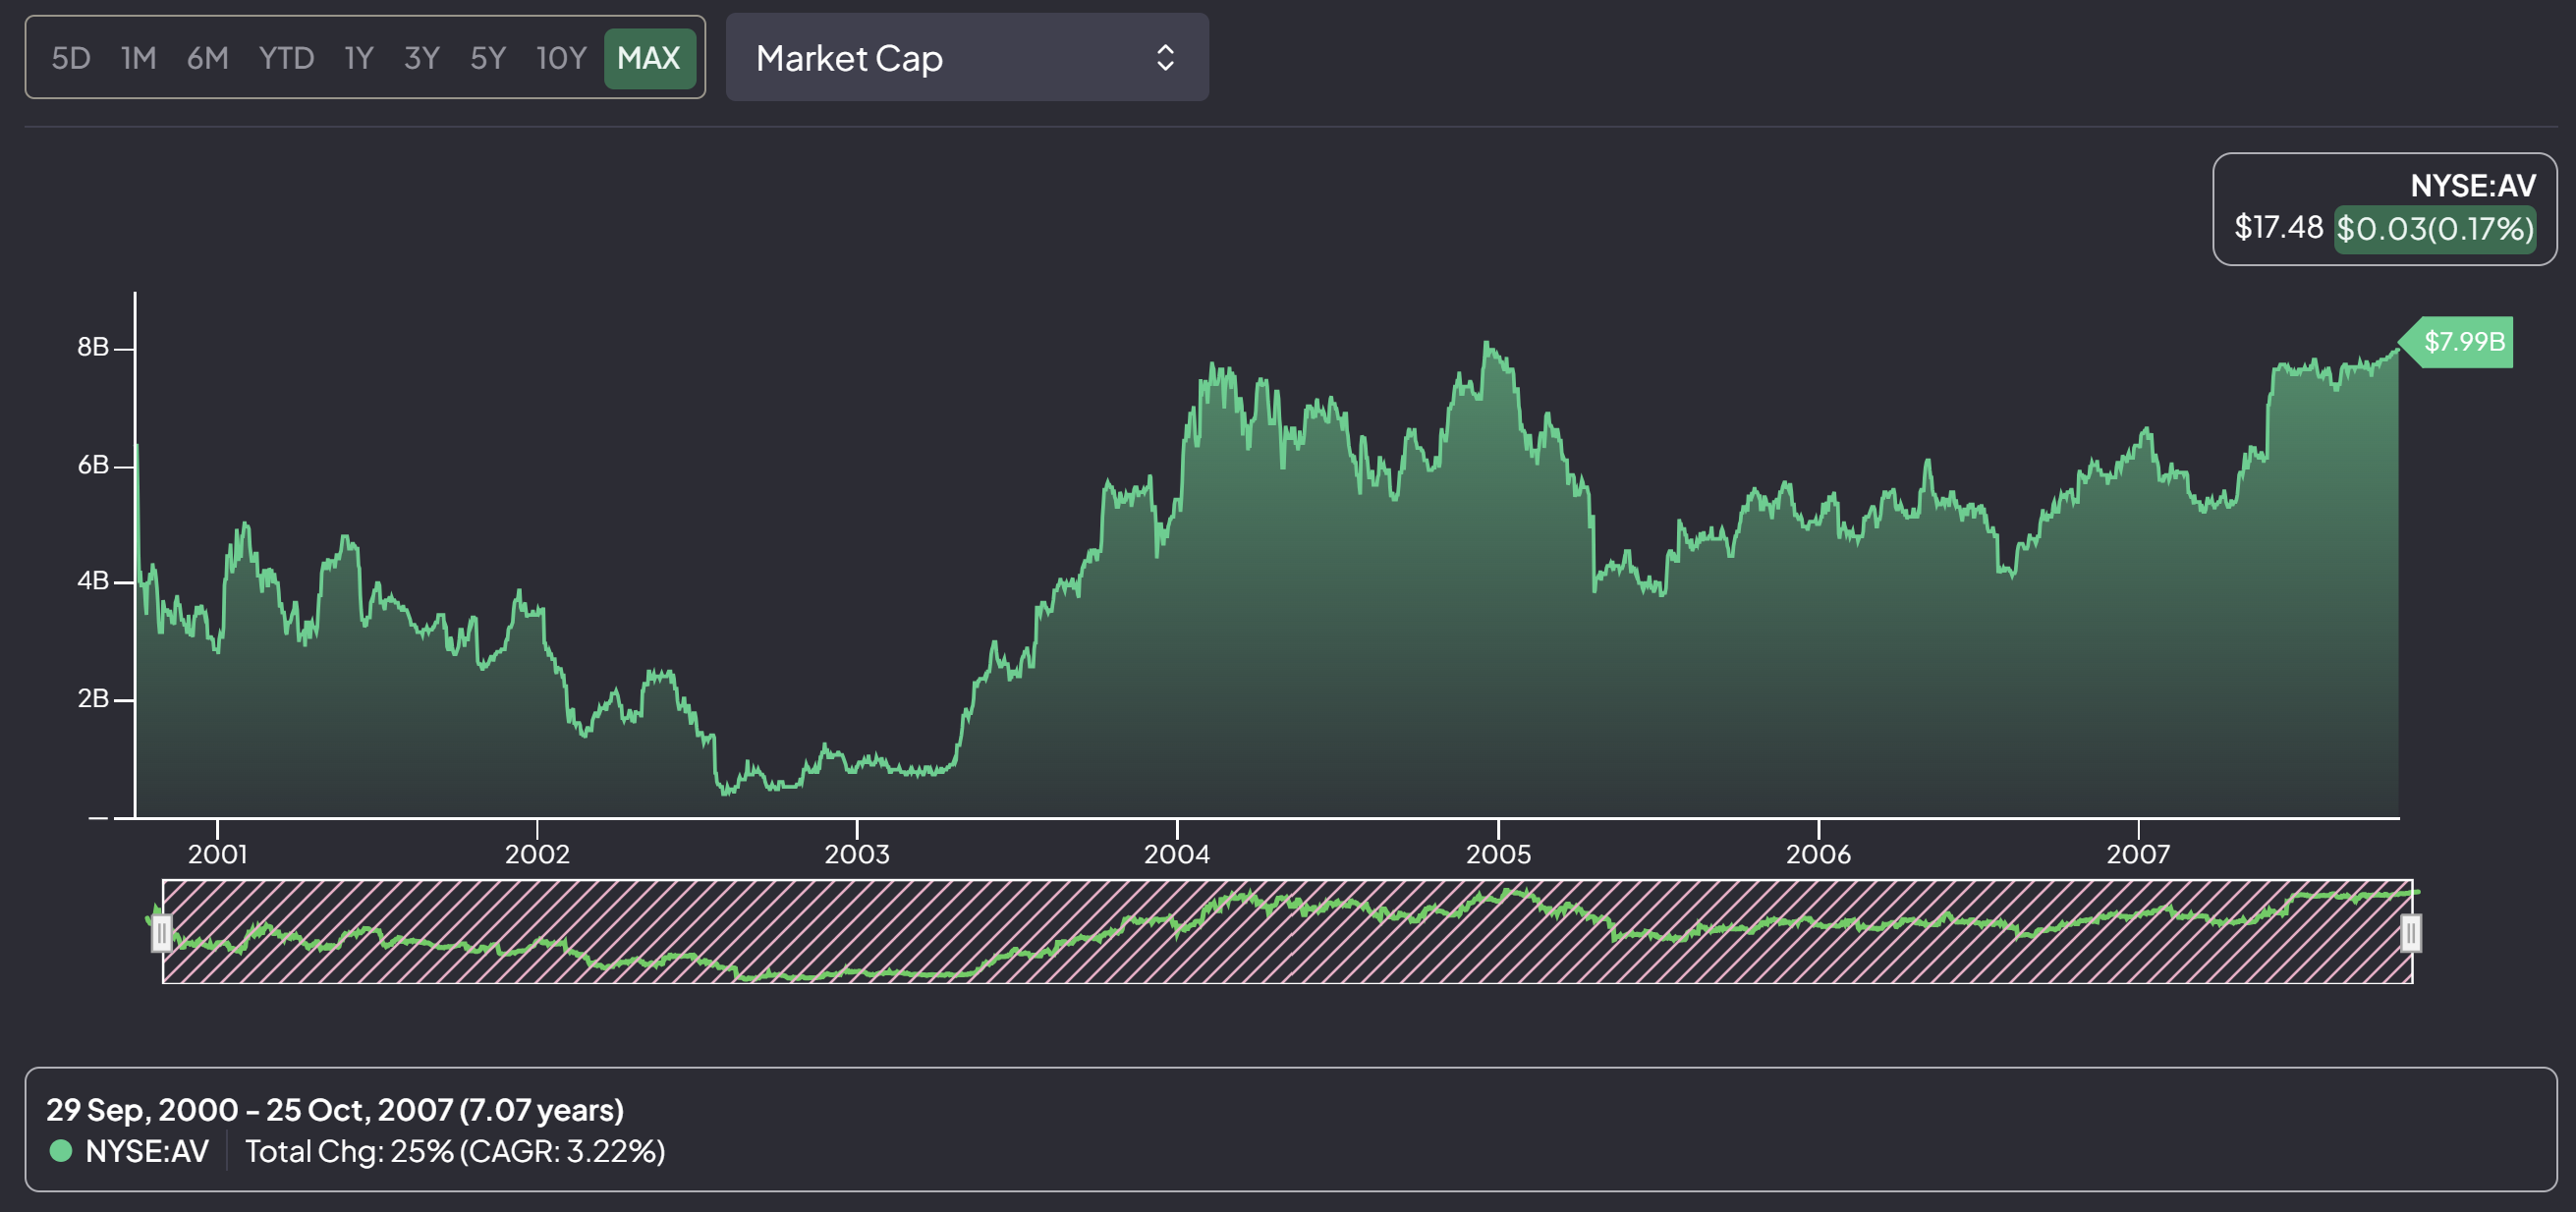 5D 1M 6M YTD 1Y 3Y 5Y 10Y MAX Market Cap
NYSE:AV
$17.48 $0.03(0.17%)
$7.99B
8B
6B
4B
2B
—
2001 2002 2003 2004 2005 2006 2007
29 Sep, 2000 - 25 Oct, 2007 (7.07 years)
NYSE:AV Total Chg: 25% (CAGR: 3.22%)